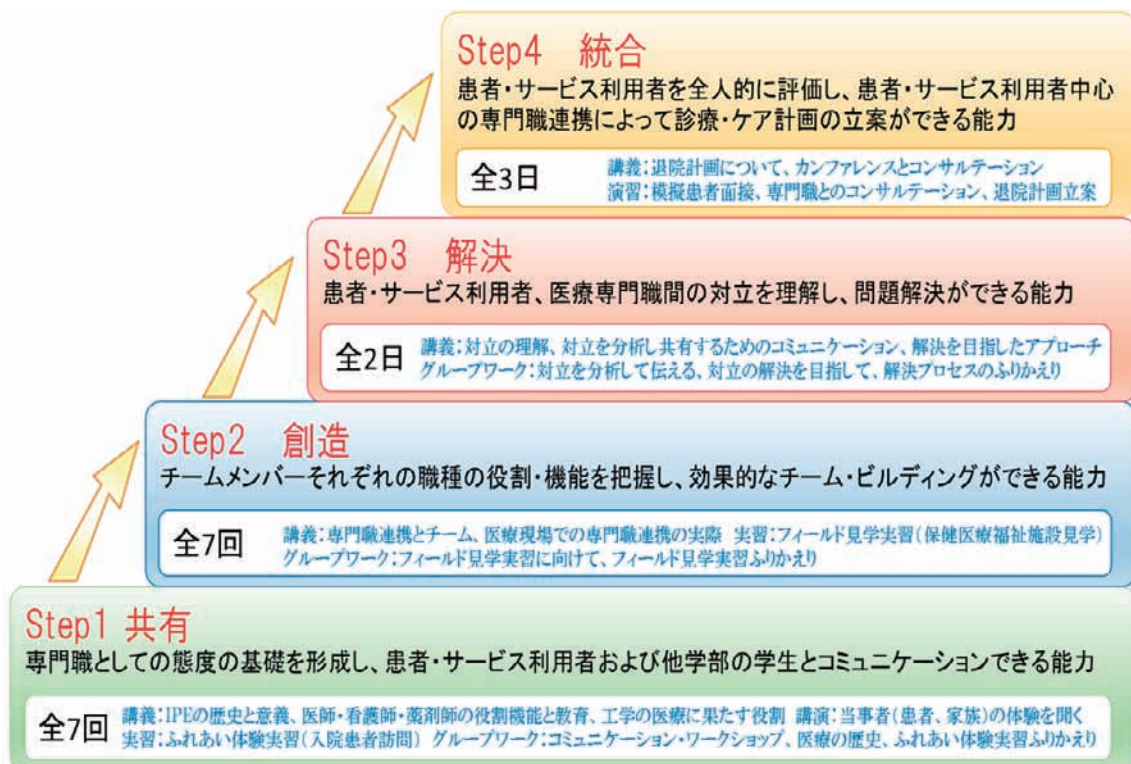 Step4 統合
患者・サービス利用者を全人的に評価し、患者・サービス利用者中心
の専門職連携によって診療・ケア計画の立案ができる能力
全3日
講義：退院計画について、カンファレンスとコンサルテーション
演習：模擬患者面接、専門職とのコンサルテーション、退院計画立案
Step3 解決
患者・サービス利用者、医療専門職間の対立を理解し、問題解決ができる能力
全2日
講義：対立の理解、対立を分析し共有するためのコミュニケーション、解決を目指したアプローチ
グループワーク：対立を分析して伝える、対立の解決を目指して、解決プロセスのふりかえり
Step2 創造
チームメンバーそれぞれの職種の役割・機能を把握し、効果的なチーム・ビルディングができる能力
全7回
講義：専門職連携とチーム、医療現場での専門職連携の実際 実習：フィールド見学実習（保健医療福祉施設見学）
グループワーク：フィールド見学実習に向けて、フィールド見学実習ふりかえり
Step1 共有
専門職としての態度の基礎を形成し、患者・サービス利用者および他学部の学生とコミュニケーションできる能力
全7回
講義：IPEの歴史と意義、医師・看護師・薬剤師の役割機能と教育、工学の医療に果たす役割 講演：当事者（患者、家族）の体験を聞く
実習：ふれあい体験実習（入院患者訪問） グループワーク：コミュニケーション・ワークショップ、医療の歴史、ふれあい体験実習ふりかえり